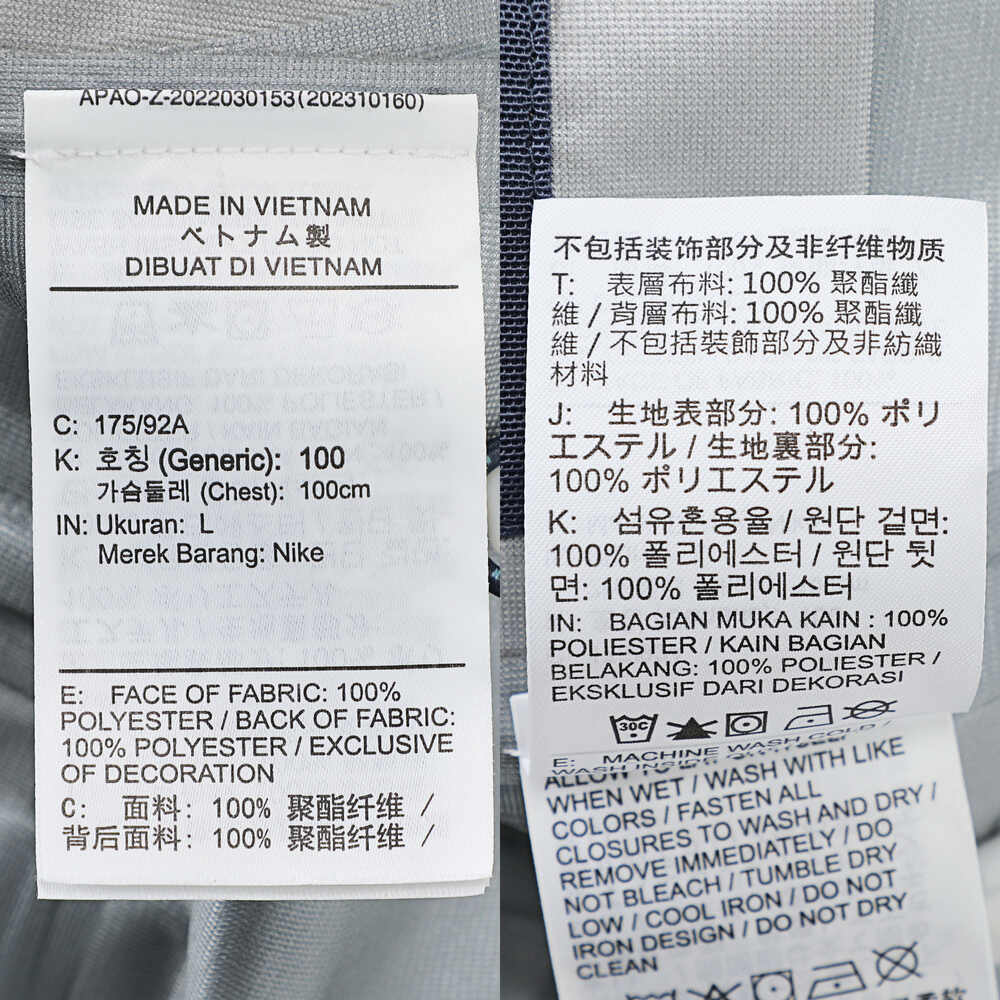 APAO-Z-2022030153(202310160)
MADE IN VIETNAM
ベトナム製
DIBUAT DI VIETNAM
C: 175/92A
K: 호칭 (Generic): 100
가슴둘레 (Chest): 100cm
IN: Ukuran: L
Merek Barang: Nike
E: FACE OF FABRIC: 100%
POLYESTER / BACK OF FABRIC:
100% POLYESTER / EXCLUSIVE
OF DECORATION
C: 面料: 100% 聚酯纤维 /
背后面料: 100% 聚酯纤维 /
不包括装饰部分及非纤维物质
T: 表層布料: 100% 聚酯纖
維 / 背層布料: 100% 聚酯纖
維 / 不包括裝飾部分及非紡織
材料
J: 生地表部分: 100% ポリ
エステル / 生地裏部分:
100% ポリエステル
K: 섬유혼용율 / 원단 겉면:
100% 폴리에스터 / 원단 뒷
면: 100% 폴리에스터
IN: BAGIAN MUKA KAIN : 100%
POLIESTER / KAIN BAGIAN
BELAKANG: 100% POLIESTER /
EKSKLUSIF DARI DEKORASI
30C
E: MACHINE WASH COLD
WHEN WET / WASH WITH LIKE
COLORS / FASTEN ALL
CLOSURES TO WASH AND DRY /
REMOVE IMMEDIATELY / DO
NOT BLEACH / TUMBLE DRY
LOW / COOL IRON / DO NOT
IRON DESIGN / DO NOT DRY
CLEAN